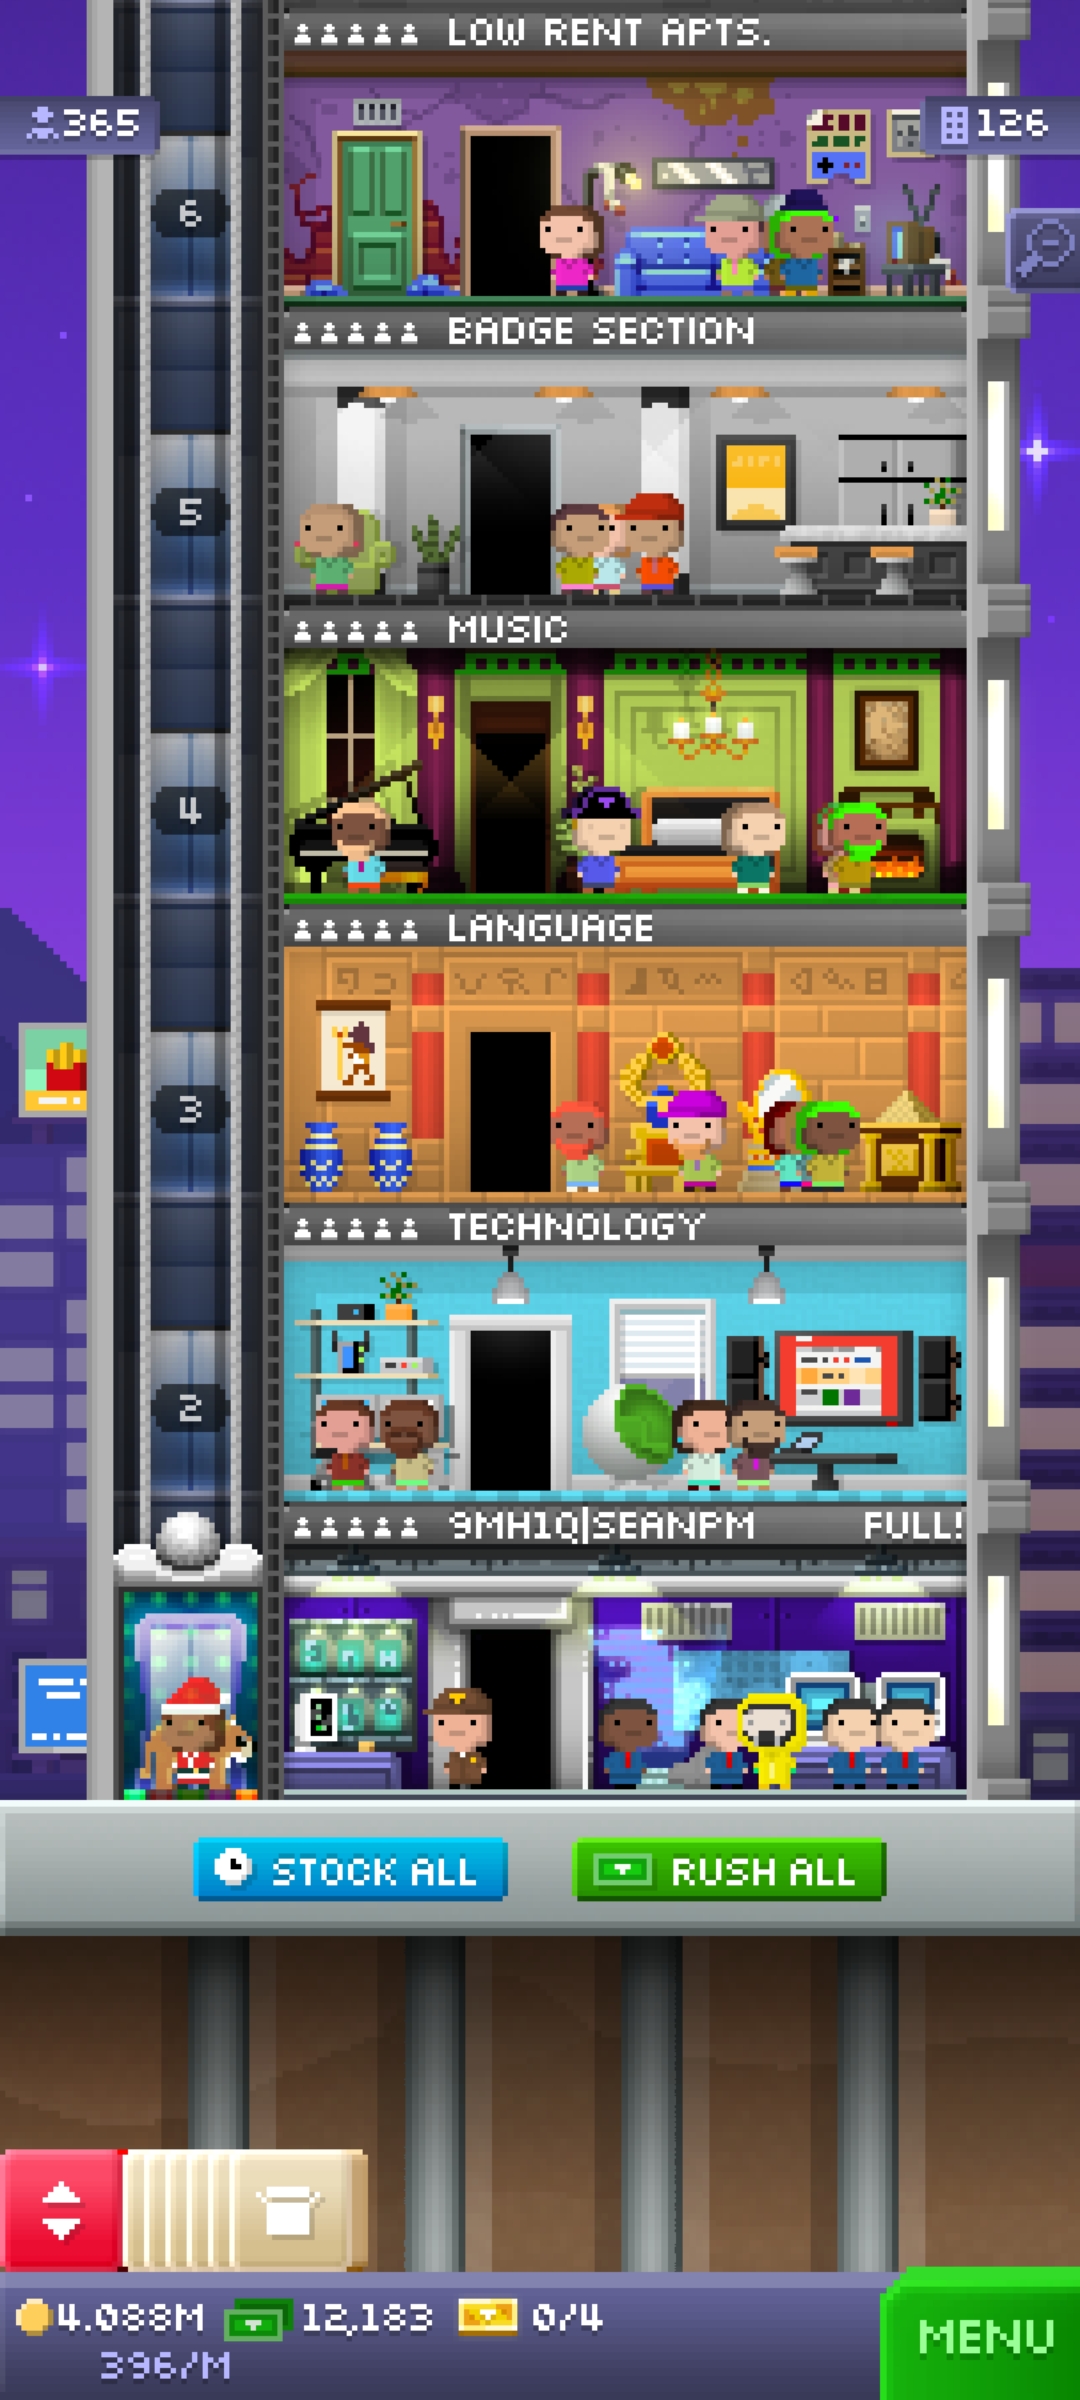 LOW RENT APTS.
365
126
6
BADGE SECTION
5
MUSIC
4
LANGUAGE
3
TECHNOLOGY
2
9MH1Q|SEANPM FULL!
STOCK ALL
RUSH ALL
4.088M 12,183 0/4
396/M
MENU